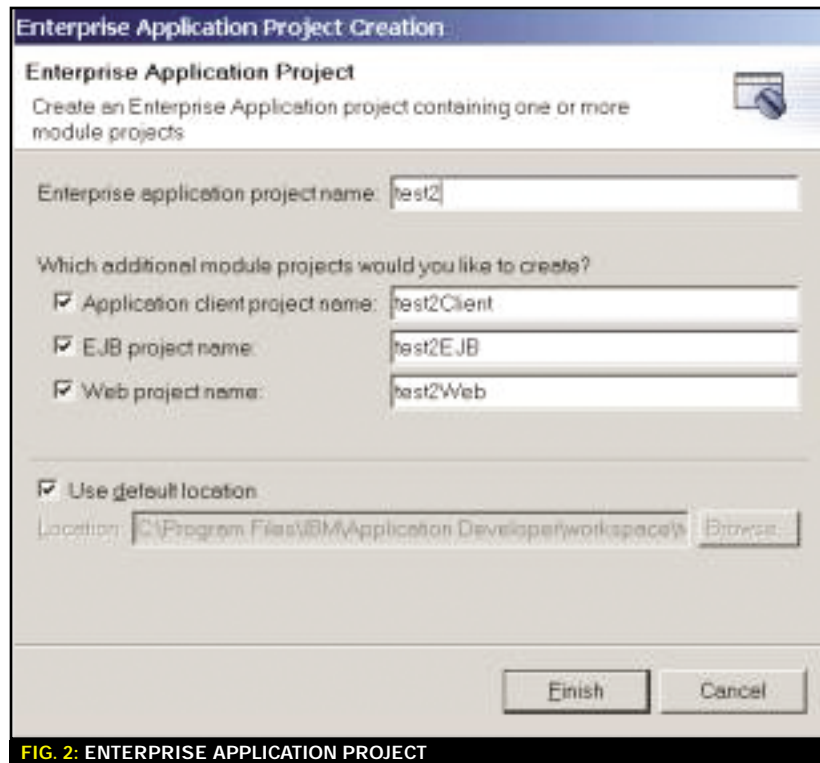 Enterprise Application Project Creation
Enterprise Application Project
Create an Enterprise Application project containing one or more
module projects
Enterprise application project name: test2
Which additional module projects would you like to create?
Application client project name: test2Client
EJB project name: test2EJB
Web project name: test2Web
Use default location
Location: C:\Program Files\IBM\Application Developer\workspace\ Browse...
Finish Cancel
FIG. 2: ENTERPRISE APPLICATION PROJECT